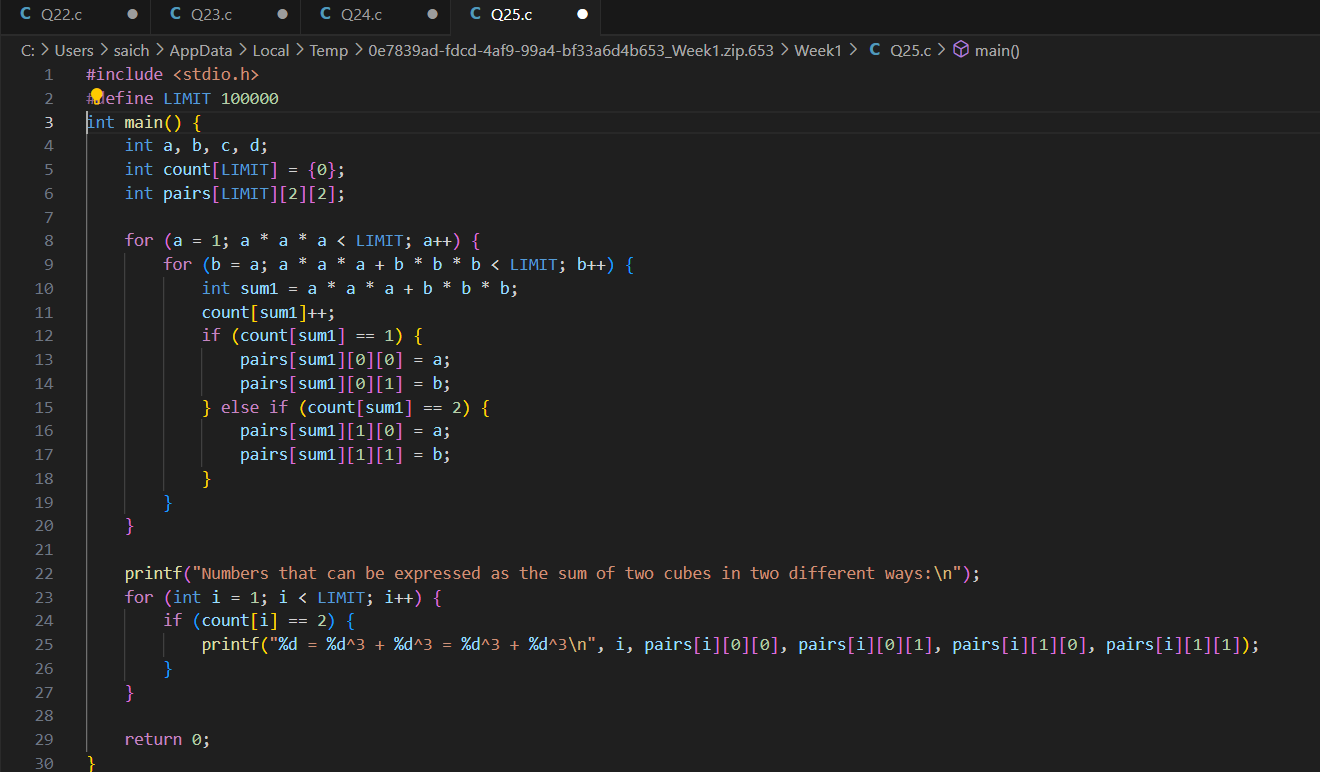 C Q22.c ● C Q23.c ● C Q24.c ● C Q25.c ●
C: > Users > saich > AppData > Local > Temp > 0e7839ad-fdcd-4af9-99a4-bf33a6d4b653_Week1.zip.653 > Week1 > C Q25.c > main()
1 #include <stdio.h>
2 #define LIMIT 100000
3 int main() {
4     int a, b, c, d;
5     int count[LIMIT] = {0};
6     int pairs[LIMIT][2][2];
7
8     for (a = 1; a * a * a < LIMIT; a++) {
9         for (b = a; a * a * a + b * b * b < LIMIT; b++) {
10             int sum1 = a * a * a + b * b * b;
11             count[sum1]++;
12             if (count[sum1] == 1) {
13                 pairs[sum1][0][0] = a;
14                 pairs[sum1][0][1] = b;
15             } else if (count[sum1] == 2) {
16                 pairs[sum1][1][0] = a;
17                 pairs[sum1][1][1] = b;
18             }
19         }
20     }
21
22     printf("Numbers that can be expressed as the sum of two cubes in two different ways:\n");
23     for (int i = 1; i < LIMIT; i++) {
24         if (count[i] == 2) {
25             printf("%d = %d^3 + %d^3 = %d^3 + %d^3\n", i, pairs[i][0][0], pairs[i][0][1], pairs[i][1][0], pairs[i][1][1]);
26         }
27     }
28
29     return 0;
30 }